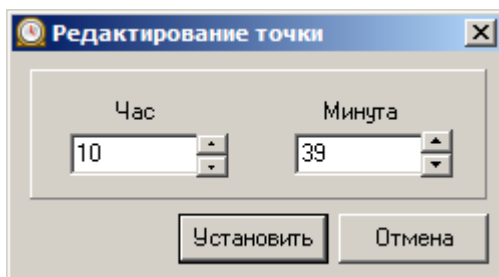 Редактирование точки
Час Минута
10 39
Установить Отмена